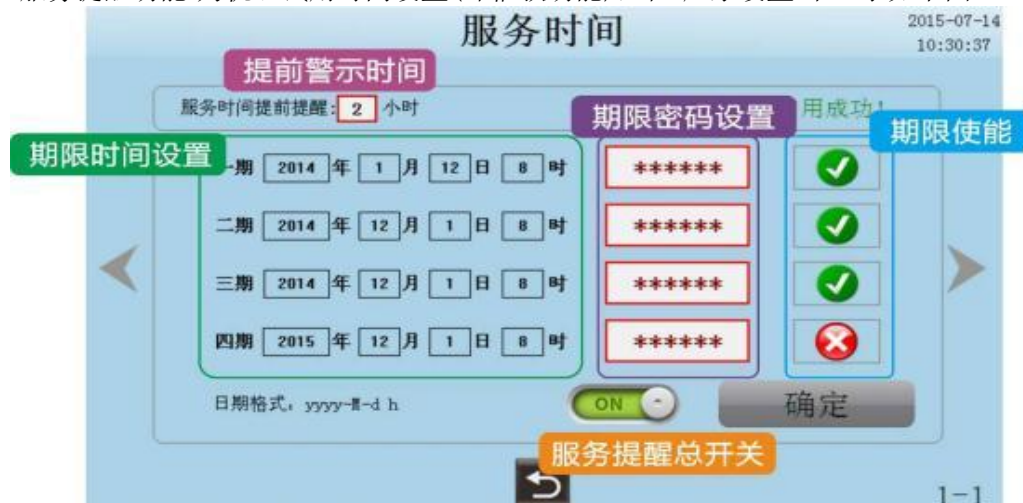 服务时间
2015-07-14
10:30:37
提前警示时间
服务时间提前提醒: 2 小时
期限密码设置
用成功!
期限使能
期限时间设置
一期 2014 年 1 月 12 日 8 时 ******
二期 2014 年 12 月 1 日 8 时 ******
三期 2014 年 12 月 1 日 8 时 ******
四期 2015 年 12 月 1 日 8 时 ******
日期格式: yyyy-M-d h
ON
确定
服务提醒总开关
1-1